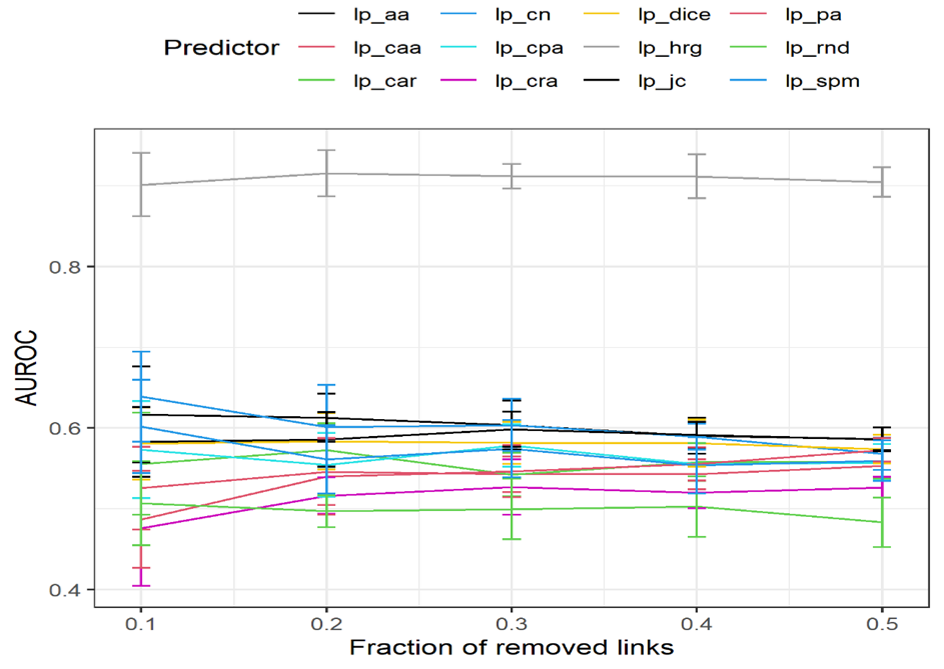 lp_aa lp_cn lp_dice lp_pa
Predictor lp_caa lp_cpa lp_hrg lp_rnd
lp_car lp_cra lp_jc lp_spm
AUROC
0.8
0.6
0.4
0.1 0.2 0.3 0.4 0.5
Fraction of removed links